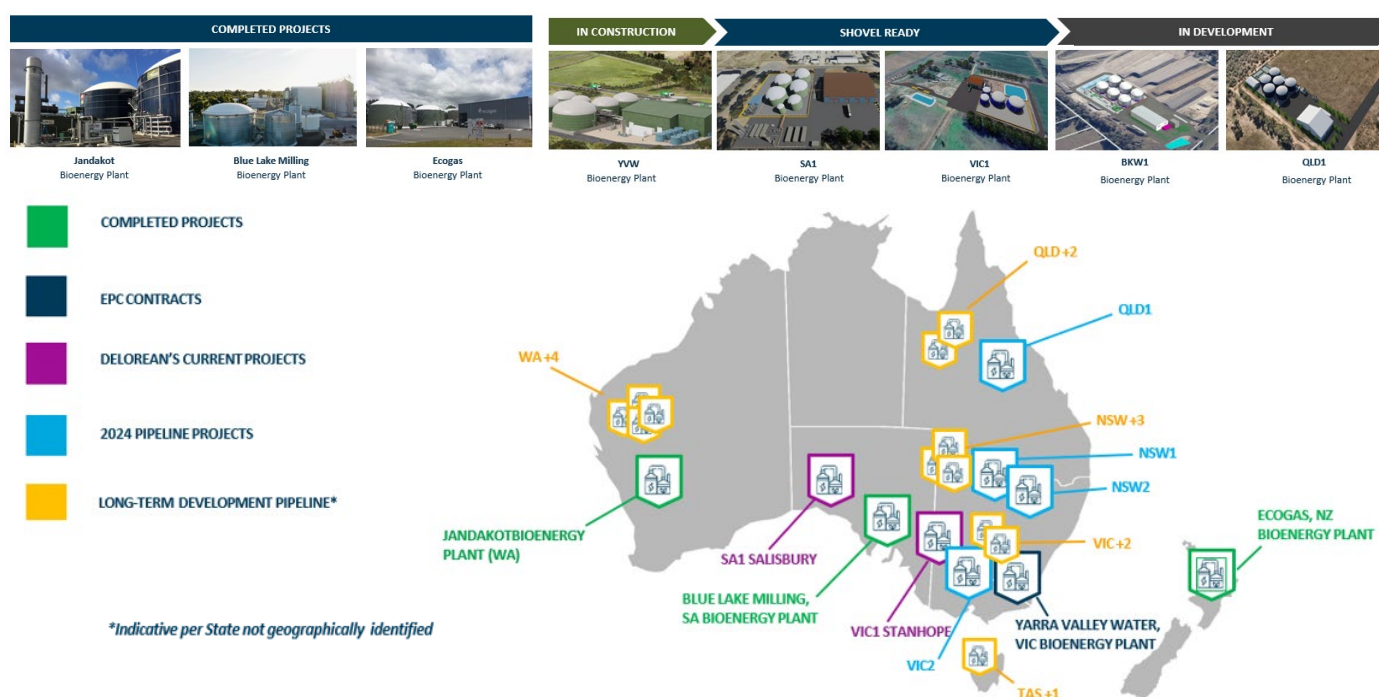 COMPLETED PROJECTS
IN CONSTRUCTION
SHOVEL READY
IN DEVELOPMENT
Jandakot
Bioenergy Plant
Blue Lake Milling
Bioenergy Plant
Ecogas
Bioenergy Plant
YVW
Bioenergy Plant
SA1
Bioenergy Plant
VIC1
Bioenergy Plant
BKW1
Bioenergy Plant
QLD1
Bioenergy Plant
COMPLETED PROJECTS
EPC CONTRACTS
DELOREAN'S CURRENT PROJECTS
2024 PIPELINE PROJECTS
LONG-TERM DEVELOPMENT PIPELINE*
*Indicative per State not geographically identified
QLD +2
QLD1
WA +4
NSW +3
NSW1
NSW2
JANDAKOTBIOENERGY
PLANT (WA)
SA1 SALISBURY
BLUE LAKE MILLING,
SA BIOENERGY PLANT
VIC1 STANHOPE
VIC2
VIC +2
YARRA VALLEY WATER,
VIC BIOENERGY PLANT
TAS +1
ECOGAS, NZ
BIOENERGY PLANT